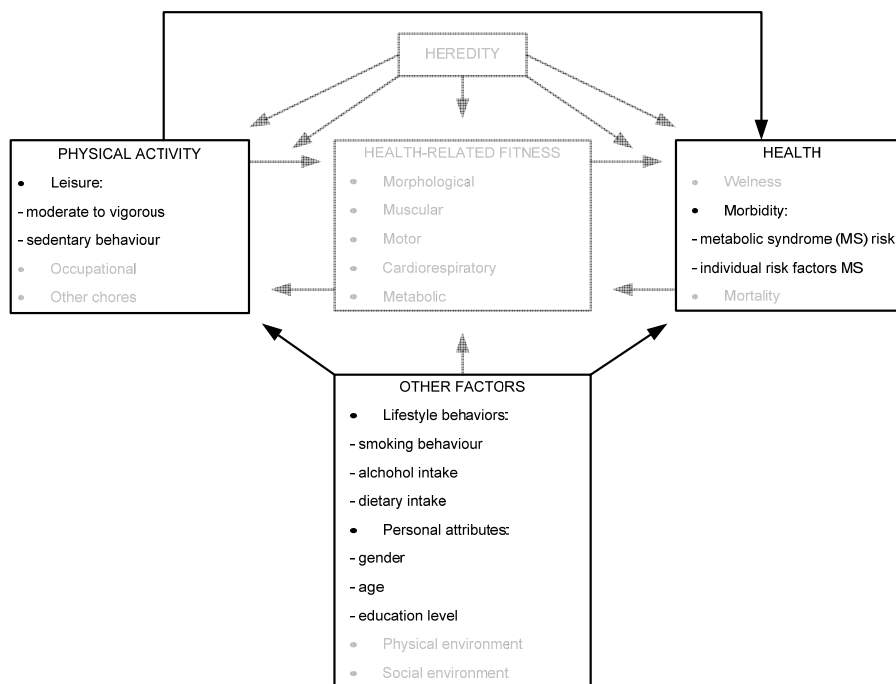 HEREDITY
PHYSICAL ACTIVITY
• Leisure:
- moderate to vigorous
- sedentary behaviour
• Occupational
• Other chores
HEALTH-RELATED FITNESS
• Morphological
• Muscular
• Motor
• Cardiorespiratory
• Metabolic
HEALTH
• Welness
• Morbidity:
- metabolic syndrome (MS) risk
- individual risk factors MS
• Mortality
OTHER FACTORS
• Lifestyle behaviors:
- smoking behaviour
- alchohol intake
- dietary intake
• Personal attributes:
- gender
- age
- education level
• Physical environment
• Social environment